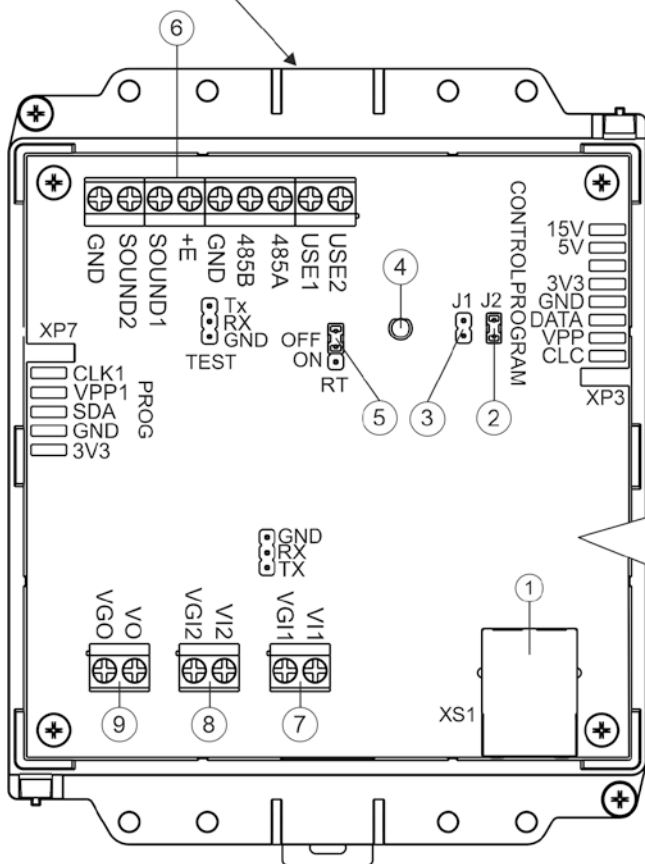 6
GND
SOUND2
SOUND1
+E
GND
485B
485A
USE1
USE2
CONTROLPROGRAM
15V
5V
3V3
GND
DATA
VPP
CLC
XP3
4
J1 J2
Tx
RX
GND
TEST
OFF
ON
RT
5
3
2
XP7
CLK1
VPP1
SDA
GND
3V3
PROG
GND
RX
TX
1
VGO
VO
VGI2
VI2
VGI1
VI1
XS1
9
8
7